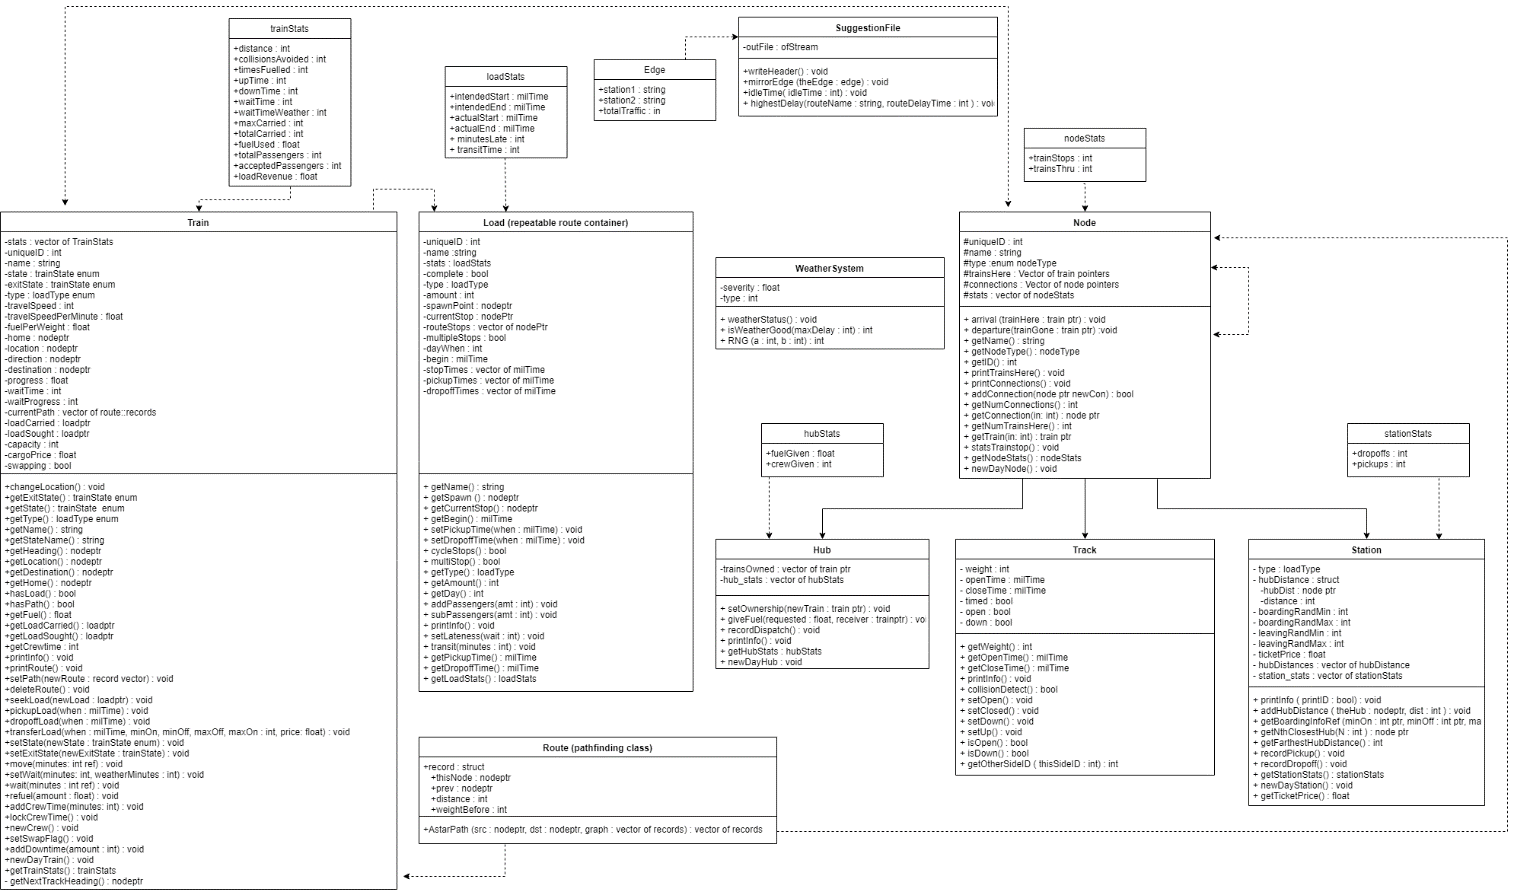 trainStats
+distance : int
+collisionsAvoided : int
+timesFuelled : int
+upTime : int
+downTime : int
+waitTime : int
+waitTimeWeather : int
+maxCarried : int
+totalCarried : int
+fuelUsed : float
+totalPassengers : int
+acceptedPassengers : int
+loadRevenue : float
loadStats
+intendedStart : milTime
+intendedEnd : milTime
+actualStart : milTime
+actualEnd : milTime
+ minutesLate : int
+ transitTime : int
Edge
+station1 : string
+station2 : string
+totalTraffic : in
SuggestionFile
-outFile : ofStream
+writeHeader() : void
+mirrorEdge (theEdge : edge) : void
+idleTime( idleTime : int) : void
+ highestDelay(routeName : string, routeDelayTime : int ) : voi
nodeStats
+trainStops : int
+trainsThru : int
Train
-stats : vector of TrainStats
-uniqueID : int
-name : string
-state : trainState enum
-exitState : trainState enum
-type : loadType enum
-travelSpeed : int
-travelSpeedPerMinute : float
-fuelPerWeight : float
-home : nodeptr
-location : nodeptr
-direction : nodeptr
-destination : nodeptr
-progress : float
-waitTime : int
-waitProgress : int
-currentPath : vector of route::records
-loadCarried : loadptr
-loadSought : loadptr
-capacity : int
-cargoPrice : float
-swapping : bool
+changeLocation() : void
+getExitState() : trainState enum
+getState() : trainState  enum
+getType() : loadType enum
+getName() : string
+getStateName() : string
+getHeading() : nodeptr
+getLocation() : nodeptr
+getDestination() : nodeptr
+getHome() : nodeptr
+hasLoad() : bool
+hasPath() : bool
+getFuel() : float
+getLoadCarried() : loadptr
+getLoadSought() : loadptr
+getCrewtime : int
+printInfo() : void
+printRoute() : void
+setPath(newRoute : record vector) : void
+deleteRoute() : void
+seekLoad(newLoad : loadptr) : void
+pickupLoad(when : milTime) : void
+dropoffLoad(when : milTime) : void
+transferLoad(when : milTime, minOn, minOff, maxOff, maxOn : int, price: float) : void
+setState(newState : trainState enum) : void
+setExitState(newExitState : trainState) : void
+move(minutes: int ref) : void
+setWait(minutes: int, weatherMinutes : int) : void
+wait(minutes : int ref) : void
+refuel(amount : float) : void
+addCrewTime(minutes: int) : void
+lockCrewTime() : void
+newCrew() : void
+setSwapFlag() : void
+addDowntime(amount : int) : void
+newDayTrain() : void
+getTrainStats() : trainStats
- getNextTrackHeading() : nodeptr
Load (repeatable route container)
-uniqueID : int
-name :string
-stats : loadStats
-complete : bool
-type : loadType
-amount : int
-spawnPoint : nodeptr
-currentStop : nodePtr
-routeStops : vector of nodePtr
-multipleStops : bool
-dayWhen : int
-begin : milTime
-stopTimes : vector of milTime
-pickupTimes : vector of milTime
-dropoffTimes : vector of milTime
+ getName() : string
+ getSpawn () : nodeptr
+ getCurrentStop() : nodeptr
+ getBegin() : milTime
+ setPickupTime(when : milTime) : void
+ setDropoffTime(when : milTime) : void
+ cycleStops() : bool
+ multiStop() : bool
+ getType() : loadType
+ getAmount() : int
+ getDay() : int
+ addPassengers(amt : int) : void
+ subPassengers(amt : int) : void
+ printInfo() : void
+ setLateness(wait : int) : void
+ transit(minutes : int) : void
+ getPickupTime() : milTime
+ getDropoffTime() : milTime
+ getLoadStats() : loadStats
Route (pathfinding class)
+record : struct
+thisNode : nodeptr
+prev : nodeptr
+distance : int
+weightBefore : int
+AstarPath (src : nodeptr, dst : nodeptr, graph : vector of records) : vector of records
WeatherSystem
-severity : float
-type : int
+ weatherStatus() : void
+ isWeatherGood(maxDelay : int) : int
+ RNG (a : int, b : int) : int
Node
#uniqueID : int
#name : string
#type :enum nodeType
#trainsHere : Vector of train pointers
#connections : Vector of node pointers
#stats : vector of nodeStats
+ arrival (trainHere : train ptr) : void
+ departure(trainGone : train ptr) :void
+ getName() : string
+ getNodeType() : nodeType
+ getID() : int
+ printTrainsHere() : void
+ printConnections() : void
+ addConnection(node ptr newCon) : bool
+ getNumConnections() : int
+ getConnection(in: int) : node ptr
+ getNumTrainsHere() : int
+ getTrain(in: int) : train ptr
+ statsTrainstop() : void
+ getNodeStats() : nodeStats
+ newDayNode() : void
hubStats
+fuelGiven : float
+crewGiven : int
stationStats
+ dropoffs : int
+ pickups : int
Hub
-trainsOwned : vector of train ptr
-hub_stats : vector of hubStats
+ setOwnership(newTrain : train ptr) : void
+ giveFuel(requested : float, receiver : trainptr) : voi
+ recordDispatch() : void
+ printInfo() : void
+ getHubStats : hubStats
+ newDayHub : void
Track
- weight : int
- openTime : milTime
- closeTime : milTime
- timed : bool
- open : bool
- down : bool
+ getWeight() : int
+ getOpenTime() : milTime
+ getCloseTime() : milTime
+ printInfo() : void
+ collisionDetect() : bool
+ setOpen() : void
+ setClosed() : void
+ setDown() : void
+ setUp() : void
+ isOpen() : bool
+ isDown() : bool
+ getOtherSideID ( thisSideID : int) : int
Station
- type : loadType
- hubDistance : struct
-hubDist : node ptr
-distance : int
- boardingRandMin : int
- boardingRandMax : int
- leavingRandMin : int
- leavingRandMax : int
- ticketPrice : float
- hubDistances : vector of hubDistance
- station_stats : vector of stationStats
+ printInfo ( printID : bool) : void
+ addHubDistance ( theHub : nodeptr, dist : int ) : void
+ getBoardingInfoRef (minOn : int ptr, minOff : int ptr, ma
+ getNthClosestHub(N : int ) : node ptr
+ getFarthestHubDistance() : int
+ recordPickup() : void
+ recordDropoff() : void
+ getStationStats() : stationStats
+ newDayStation() : void
+ getTicketPrice() : float